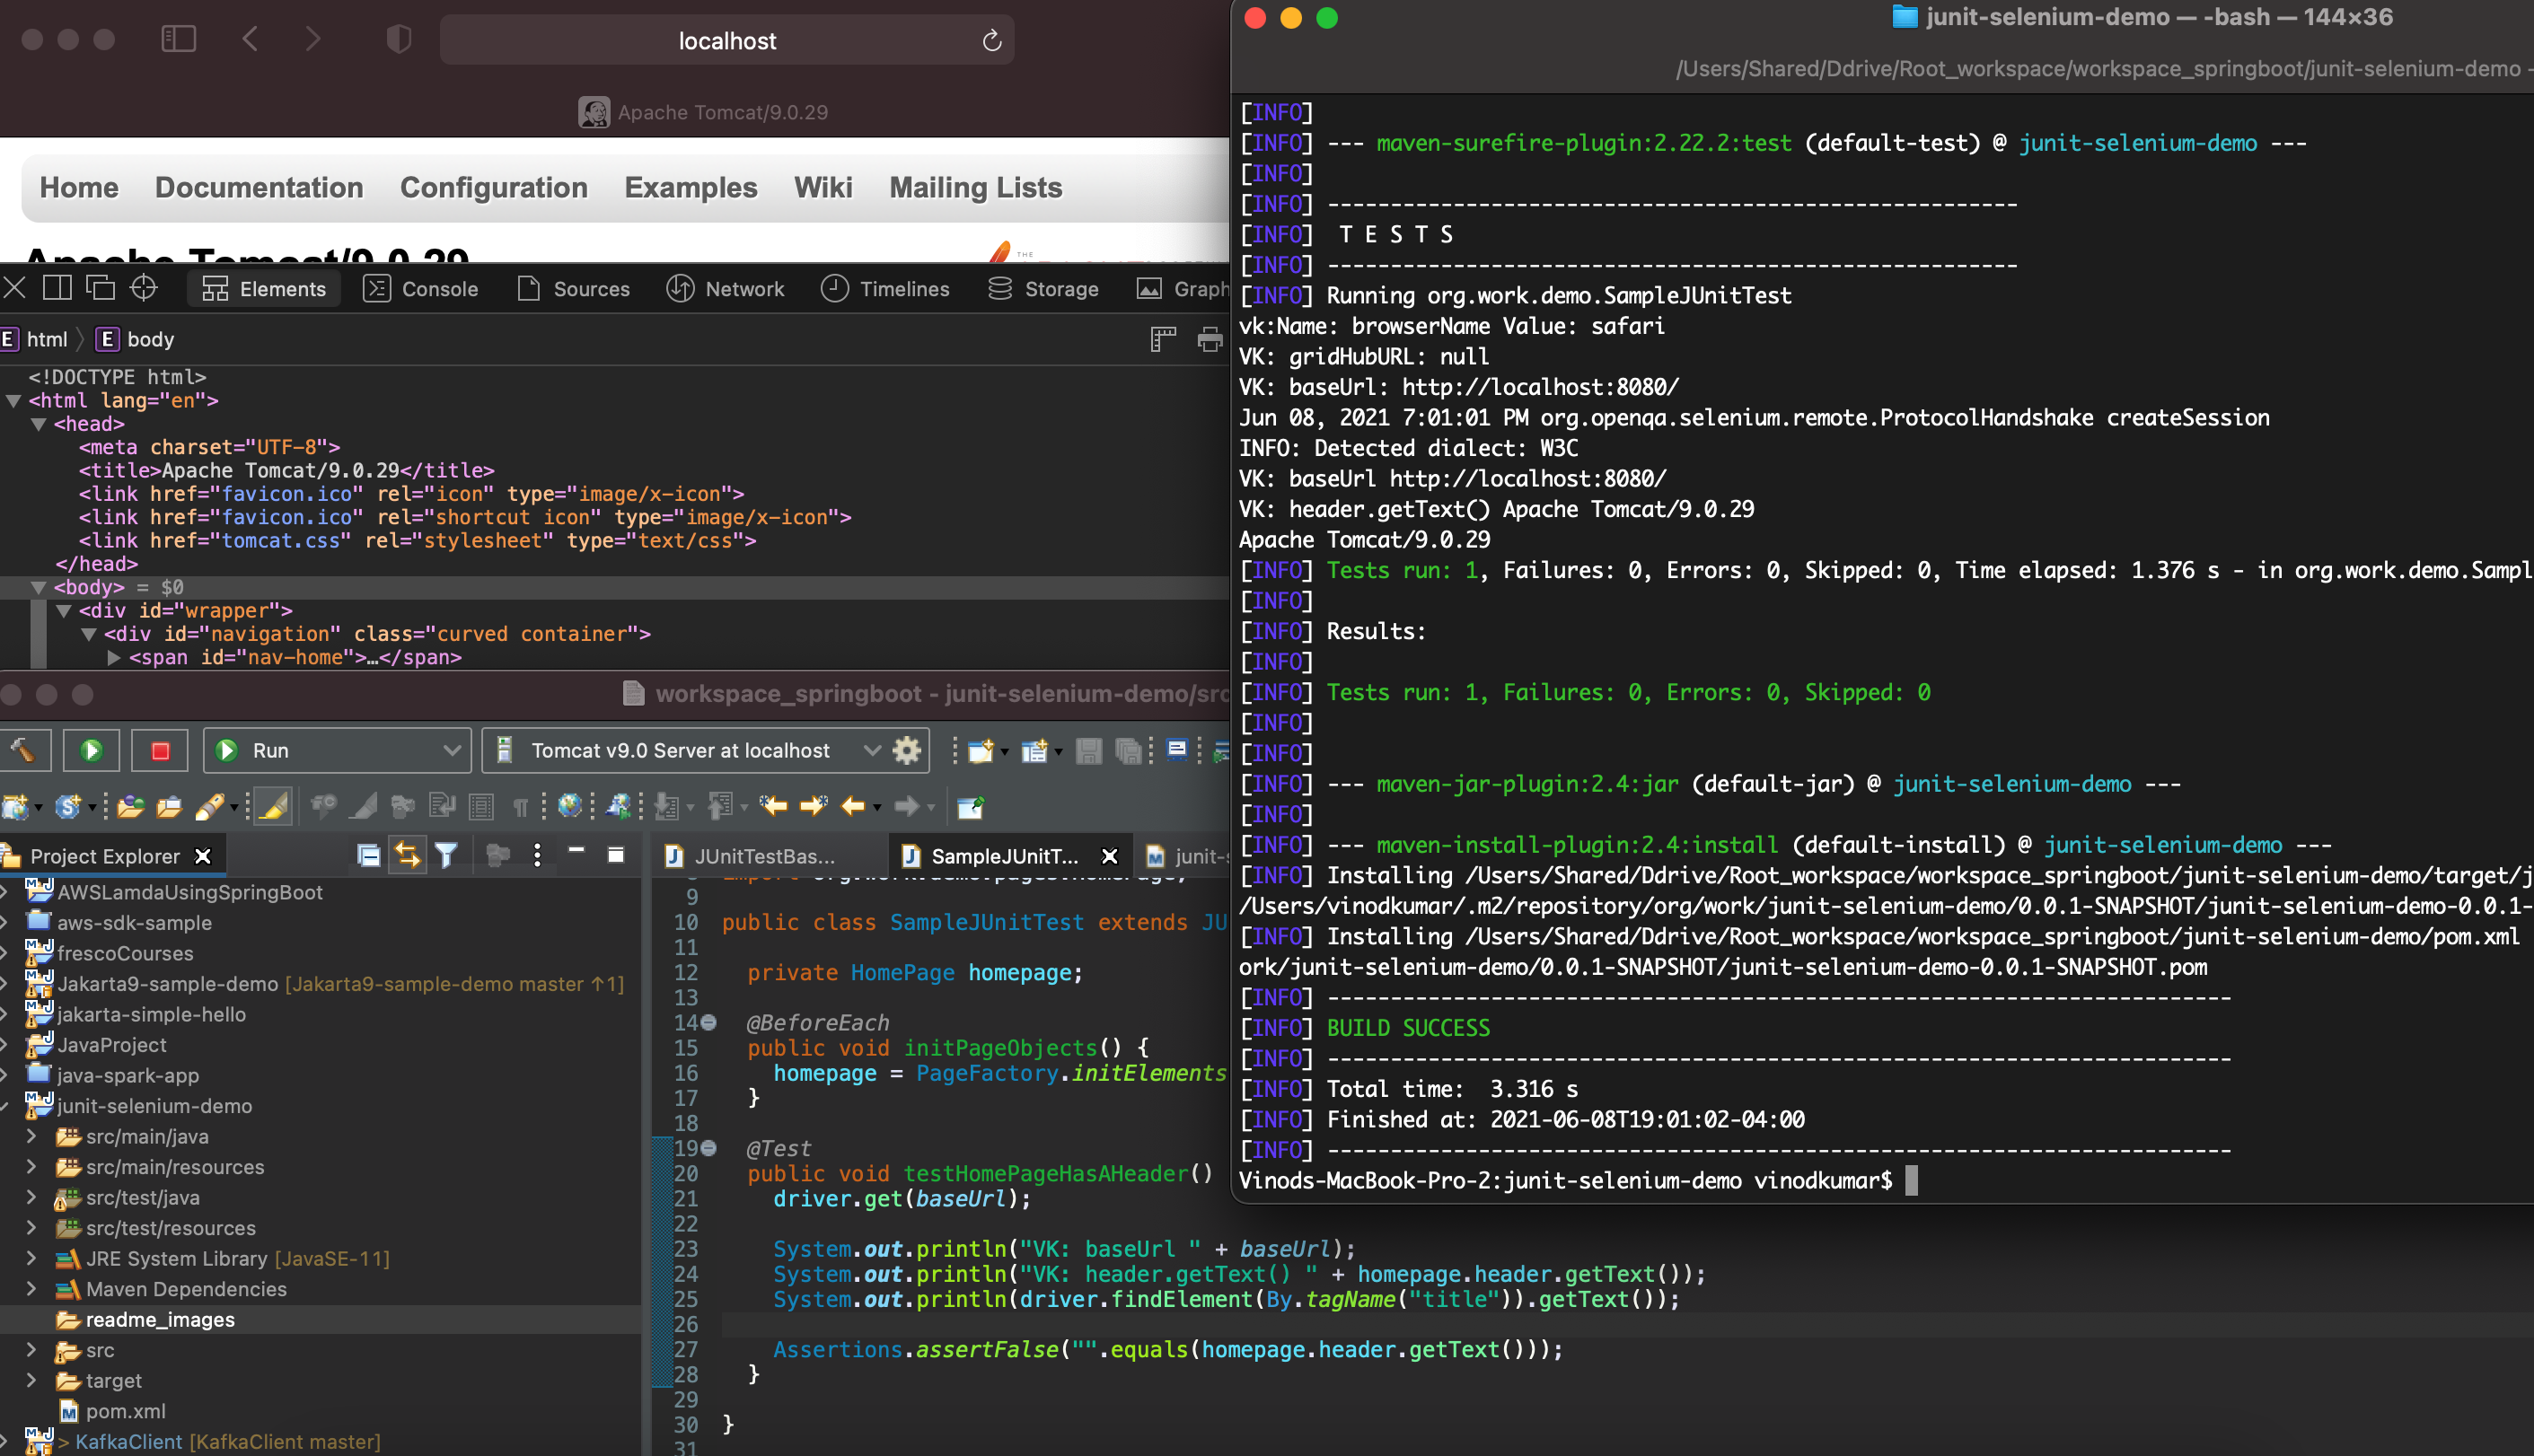 localhost
Apache Tomcat/9.0.29
Home Documentation Configuration Examples Wiki Mailing Lists
Apache Tomcat/9.0.29
THE
Elements Console Sources Network Timelines Storage Graph
E html E body
<!DOCTYPE html>
<html lang="en">
<head>
<meta charset="UTF-8">
<title>Apache Tomcat/9.0.29</title>
<link href="favicon.ico" rel="icon" type="image/x-icon">
<link href="favicon.ico" rel="shortcut icon" type="image/x-icon">
<link href="tomcat.css" rel="stylesheet" type="text/css">
</head>
<body> = $0
<div id="wrapper">
<div id="navigation" class="curved container">
<span id="nav-home">…</span>
workspace_springboot - junit-selenium-demo/src
Run Tomcat v9.0 Server at localhost
Project Explorer
AWSLamdaUsingSpringBoot
aws-sdk-sample
frescoCourses
Jakarta9-sample-demo [Jakarta9-sample-demo master ↑1]
jakarta-simple-hello
JavaProject
java-spark-app
junit-selenium-demo
src/main/java
src/main/resources
src/test/java
src/test/resources
JRE System Library [JavaSE-11]
Maven Dependencies
readme_images
src
target
pom.xml
> KafkaClient [KafkaClient master]
JUnitTestBas... SampleJUnitT... junit-s
9
10 public class SampleJUnitTest extends JU
11
12 private HomePage homepage;
13
14 @BeforeEach
15 public void initPageObjects() {
16 homepage = PageFactory.initElements
17 }
18
19 @Test
20 public void testHomePageHasAHeader()
21 driver.get(baseUrl);
22
23 System.out.println("VK: baseUrl " + baseUrl);
24 System.out.println("VK: header.getText() " + homepage.header.getText());
25 System.out.println(driver.findElement(By.tagName("title")).getText());
26
27 Assertions.assertFalse("".equals(homepage.header.getText()));
28 }
29
30 }
31
junit-selenium-demo — -bash — 144×36
/Users/Shared/Ddrive/Root_workspace/workspace_springboot/junit-selenium-demo -
[INFO]
[INFO] --- maven-surefire-plugin:2.22.2:test (default-test) @ junit-selenium-demo ---
[INFO]
[INFO] -------------------------------------------------------
[INFO]  T E S T S
[INFO] -------------------------------------------------------
[INFO] Running org.work.demo.SampleJUnitTest
vk:Name: browserName Value: safari
VK: gridHubURL: null
VK: baseUrl: http://localhost:8080/
Jun 08, 2021 7:01:01 PM org.openqa.selenium.remote.ProtocolHandshake createSession
INFO: Detected dialect: W3C
VK: baseUrl http://localhost:8080/
VK: header.getText() Apache Tomcat/9.0.29
Apache Tomcat/9.0.29
[INFO] Tests run: 1, Failures: 0, Errors: 0, Skipped: 0, Time elapsed: 1.376 s - in org.work.demo.Sampl
[INFO]
[INFO] Results:
[INFO]
[INFO] Tests run: 1, Failures: 0, Errors: 0, Skipped: 0
[INFO]
[INFO]
[INFO] --- maven-jar-plugin:2.4:jar (default-jar) @ junit-selenium-demo ---
[INFO]
[INFO] --- maven-install-plugin:2.4:install (default-install) @ junit-selenium-demo ---
[INFO] Installing /Users/Shared/Ddrive/Root_workspace/workspace_springboot/junit-selenium-demo/target/j
/Users/vinodkumar/.m2/repository/org/work/junit-selenium-demo/0.0.1-SNAPSHOT/junit-selenium-demo-0.0.1-
[INFO] Installing /Users/Shared/Ddrive/Root_workspace/workspace_springboot/junit-selenium-demo/pom.xml
ork/junit-selenium-demo/0.0.1-SNAPSHOT/junit-selenium-demo-0.0.1-SNAPSHOT.pom
[INFO] ------------------------------------------------------------------------
[INFO] BUILD SUCCESS
[INFO] ------------------------------------------------------------------------
[INFO] Total time:  3.316 s
[INFO] Finished at: 2021-06-08T19:01:02-04:00
[INFO] ------------------------------------------------------------------------
Vinods-MacBook-Pro-2:junit-selenium-demo vinodkumar$